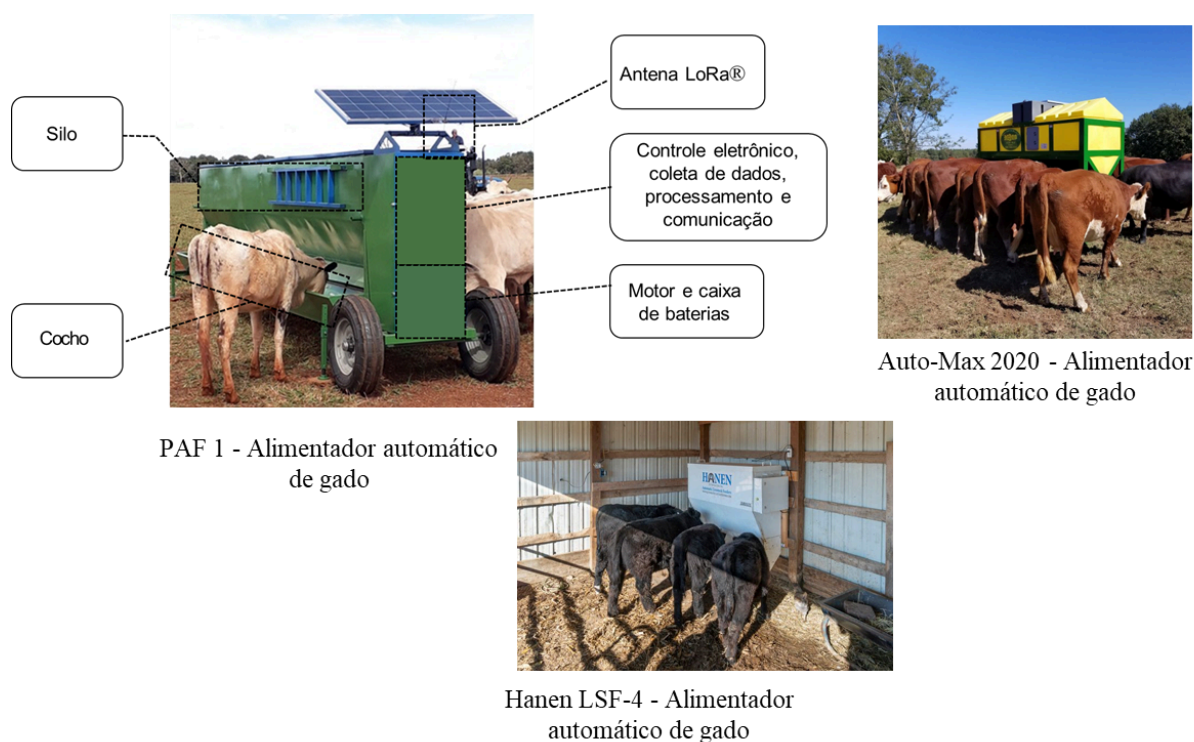 Silo
Cocho
Antena LoRa®
Controle eletrônico,
coleta de dados,
processamento e
comunicação
Motor e caixa
de baterias
PAF 1 - Alimentador automático
de gado
Auto-Max 2020 - Alimentador
automático de gado
HANEN
Hanen LSF-4 - Alimentador
automático de gado